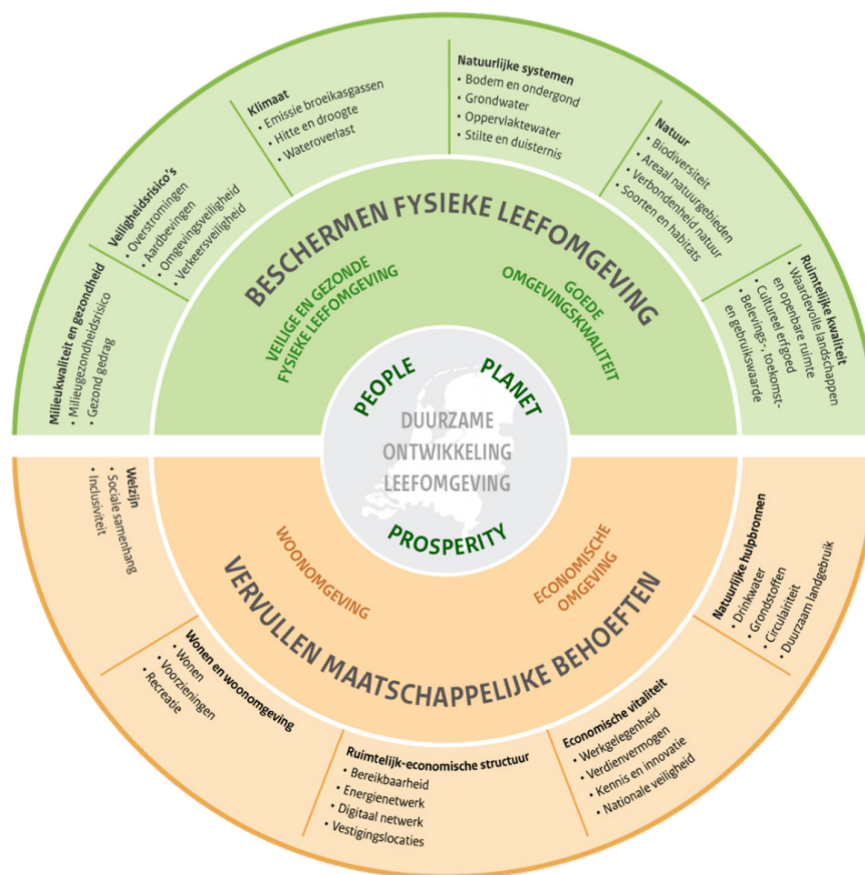 Milieukwaliteit en gezondheid
• Milieugezondheidsrisico
• Gezond gedrag
Veiligheidsrisico's
• Overstromingen
• Aardbevingen
• Omgevingsveiligheid
• Verkeersveiligheid
Klimaat
• Emissie broeikasgassen
• Hitte en droogte
• Wateroverlast
Natuurlijke systemen
• Bodem en ondergond
• Grondwater
• Oppervlaktewater
• Stilte en duisternis
Natuur
• Biodiversiteit
• Areaal natuurgebieden
• Verbondenheid natuur
• Soorten en habitats
Ruimtelijke kwaliteit
• Waardevolle landschappen
en openbare ruimte
• Cultureel erfgoed
• Belevings-, toekomst-
en gebruikswaarde
BESCHERMEN FYSIEKE LEEFOMGEVING
VEILIGE EN GEZONDE
FYSIEKE LEEFOMGEVING
GOEDE
OMGEVINGSKWALITEIT
PEOPLE
PLANET
DUURZAME
ONTWIKKELING
LEEFOMGEVING
PROSPERITY
WOONOMGEVING
ECONOMISCHE
OMGEVING
VERVULLEN MAATSCHAPPELIJKE BEHOEFTEN
Welzijn
• Sociale samenhang
• Inclusiviteit
Wonen en woonomgeving
• Wonen
• Voorzieningen
• Recreatie
Ruimtelijk-economische structuur
• Bereikbaarheid
• Energienetwerk
• Digitaal netwerk
• Vestigingslocaties
Economische vitaliteit
• Werkgelegenheid
• Verdienvermogen
• Kennis en innovatie
• Nationale veiligheid
Natuurlijke hulpbronnen
• Drinkwater
• Grondstoffen
• Circulairiteit
• Duurzaam landgebruik